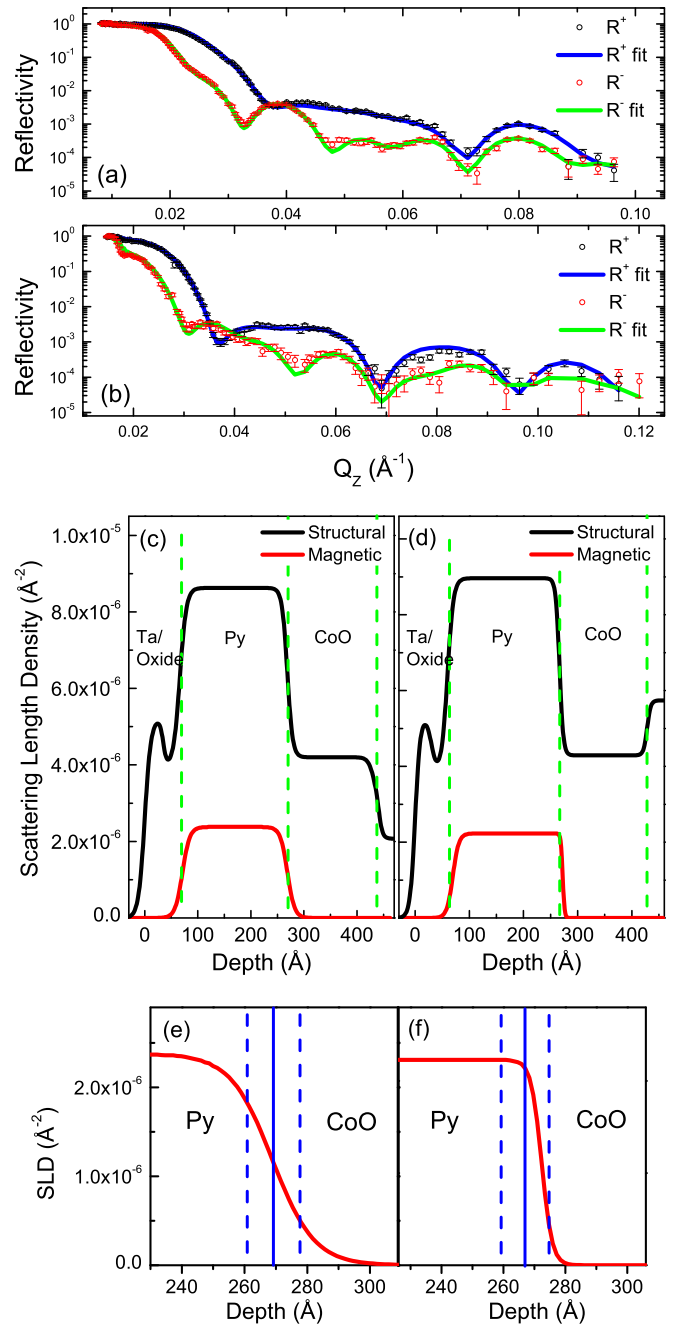 10^0
10^-1
10^-2
10^-3
10^-4
10^-5
Reflectivity
(a)
R^+
R^+ fit
R^-
R^- fit
0.02 0.04 0.06 0.08 0.10
10^0
10^-1
10^-2
10^-3
10^-4
10^-5
Reflectivity
(b)
R^+
R^+ fit
R^-
R^- fit
0.02 0.04 0.06 0.08 0.10 0.12
Q_Z (Å^-1)
Scattering Length Density (Å^-2)
1.0x10^-5
8.0x10^-6
6.0x10^-6
4.0x10^-6
2.0x10^-6
0.0
(c)
Structural
Magnetic
Ta/
Oxide
Py
CoO
0 100 200 300 400
Depth (Å)
(d)
Structural
Magnetic
Ta/
Oxide
Py
CoO
0 100 200 300 400
Depth (Å)
SLD (Å^-2)
2.0x10^-6
1.0x10^-6
0.0
(e)
Py
CoO
240 260 280 300
Depth (Å)
(f)
Py
CoO
240 260 280 300
Depth (Å)